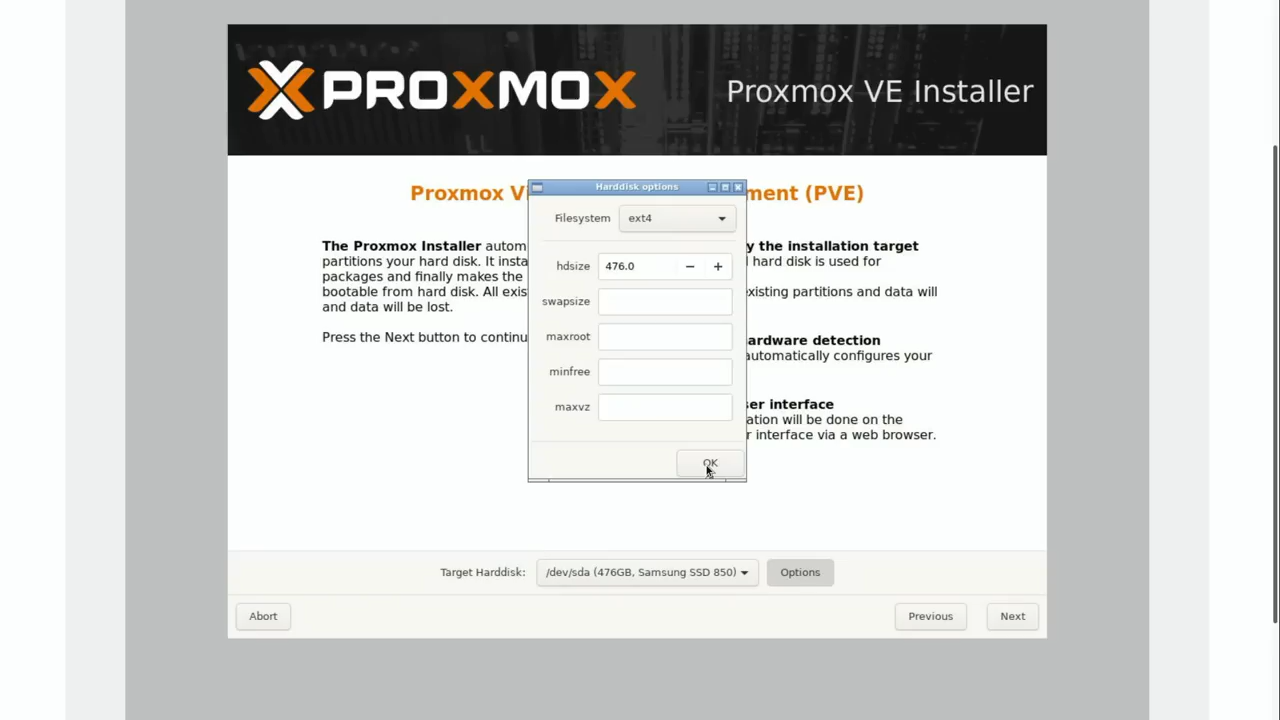 PROXMOX
Proxmox VE Installer
Harddisk options
Proxmox V
ment (PVE)
Filesystem ext4
The Proxmox Installer autom
partitions your hard disk. It insta
packages and finally makes the
bootable from hard disk. All exis
and data will be lost.
Press the Next button to continu
hdsize 476.0
swapsize
maxroot
minfree
maxvz
OK
y the installation target
hard disk is used for
existing partitions and data will
ardware detection
automatically configures your
ser interface
ation will be done on the
r interface via a web browser.
Target Harddisk: /dev/sda (476GB, Samsung SSD 850) Options
Abort Previous Next